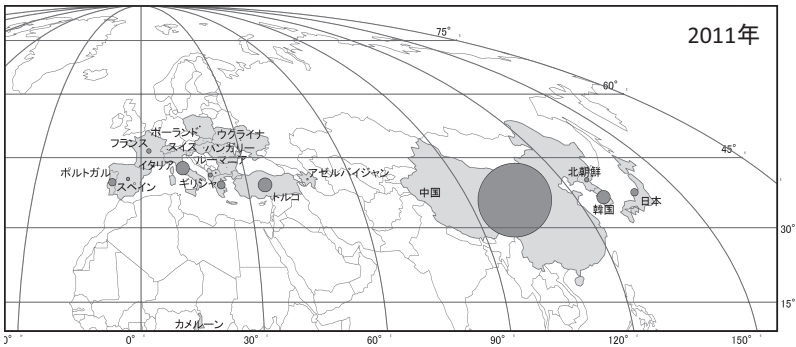 2011年
75°
60°
45°
ポーランド
ウクライナ
フランス
スイス
ハンガリー
イタリア
ルーマニア
ポルトガル
アゼルバイジャン
スペイン
ギリシャ
トルコ
中国
北朝鮮
韓国
日本
30°
15°
カメルーン
0°
0°
30°
60°
90°
120°
150°